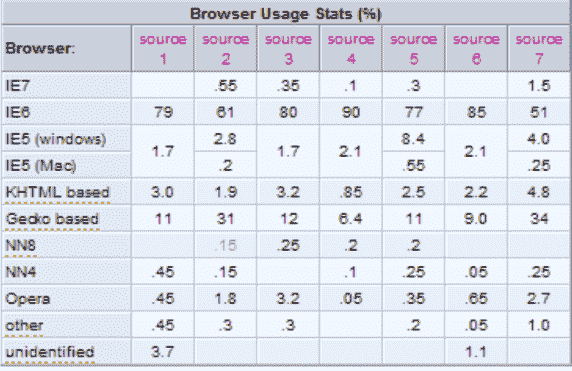 Browser Usage Stats (%)
Browser: source 1 source 2 source 3 source 4 source 5 source 6 source 7
IE7 .55 .35 .1 .3 1.5
IE6 79 61 80 90 77 85 51
IE5 (windows) 1.7 2.8 1.7 2.1 8.4 2.1 4.0
IE5 (Mac) .2 .55 .25
KHTML based 3.0 1.9 3.2 .85 2.5 2.2 4.8
Gecko based 11 31 12 6.4 11 9.0 34
NN8 .15 .25 .2 .2
NN4 .45 .15 .1 .25 .05 .25
Opera .45 1.8 3.2 .05 .35 .65 2.7
other .45 .3 .3 .2 .05 1.0
unidentified 3.7 1.1